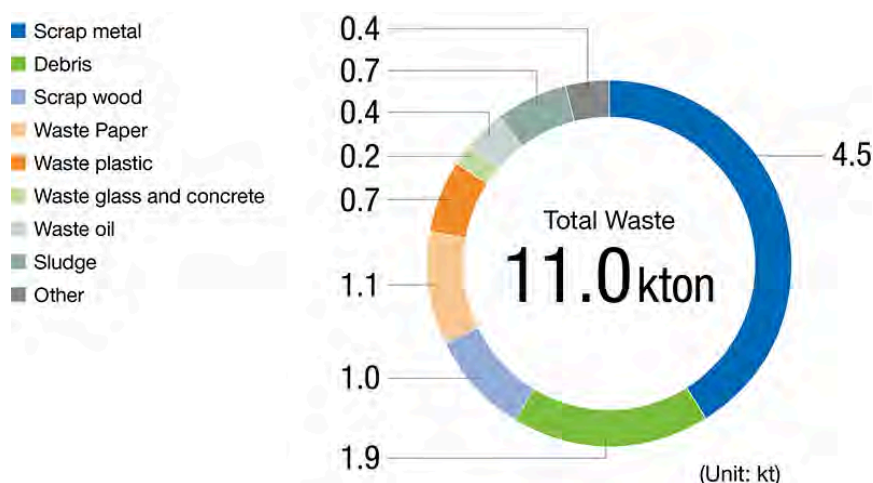 Scrap metal
Debris
Scrap wood
Waste Paper
Waste plastic
Waste glass and concrete
Waste oil
Sludge
Other
0.4
0.7
0.4
0.2
0.7
1.1
1.0
1.9
4.5
Total Waste
11.0 kton
(Unit: kt)